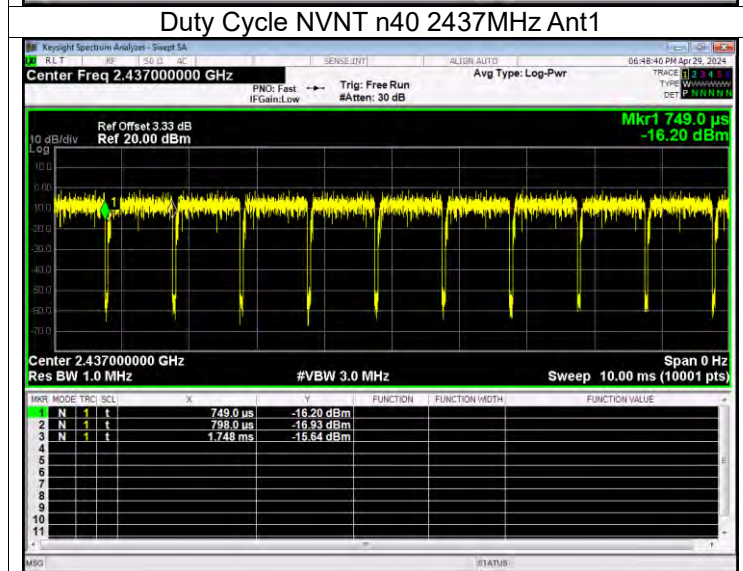 Duty Cycle NVNT n40 2437MHz Ant1
Keysight Spectrum Analyzer - Swept SA
RLT RF 50 Ω AC SENSE:INT ALIGN AUTO 06:48:40 PM Apr 29, 2024
Center Freq 2.437000000 GHz Avg Type: Log-Pwr TRACE 1 2 3 4 5 6
PNO: Fast Trig: Free Run TYPE WWWWWW
IFGain:Low #Atten: 30 dB DET P NNNNN
Mkr1 749.0 µs
Ref Offset 3.33 dB
10 dB/div Ref 20.00 dBm -16.20 dBm
Log
10.0
0.00
1
-10.0
-20.0
-30.0
-40.0
-50.0
-60.0
-70.0
Center 2.437000000 GHz Span 0 Hz
Res BW 1.0 MHz #VBW 3.0 MHz Sweep 10.00 ms (10001 pts)
MKR MODE TRC SCL X Y FUNCTION FUNCTION WIDTH FUNCTION VALUE
1 N 1 t 749.0 µs -16.20 dBm
2 N 1 t 798.0 µs -16.93 dBm
3 N 1 t 1.748 ms -15.64 dBm
4
5
6
7
8
9
10
11
MSG STATUS